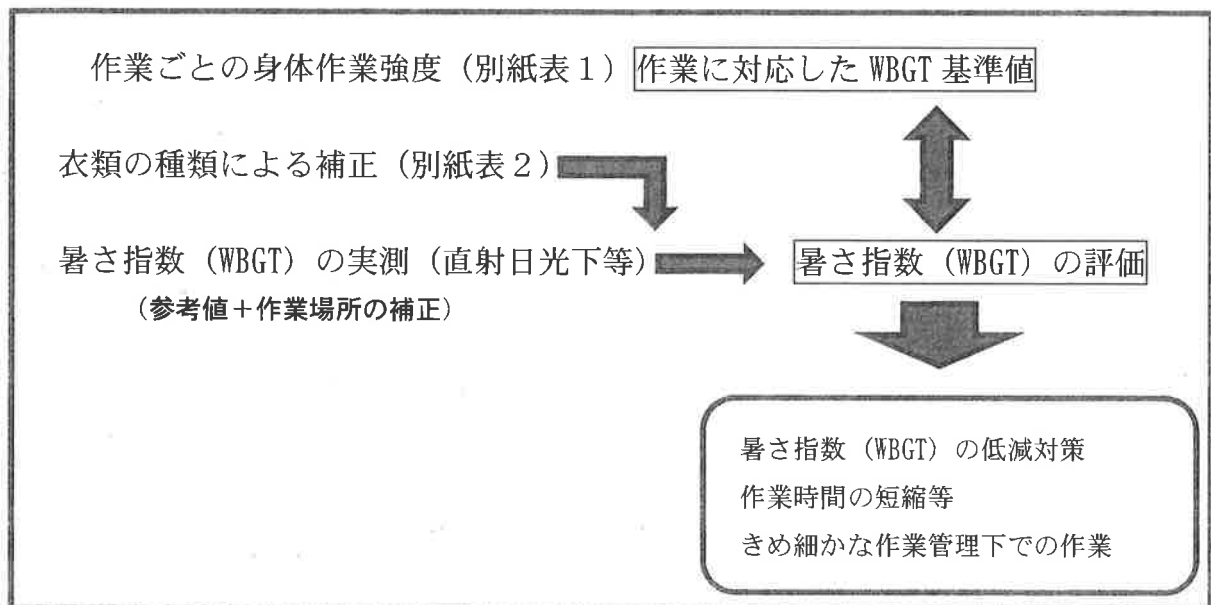 作業ごとの身体作業強度（別紙表１）作業に対応した WBGT 基準値
衣類の種類による補正（別紙表２）
暑さ指数（WBGT）の実測（直射日光下等）
暑さ指数（WBGT）の評価
（参考値＋作業場所の補正）
暑さ指数（WBGT）の低減対策
作業時間の短縮等
きめ細かな作業管理下での作業